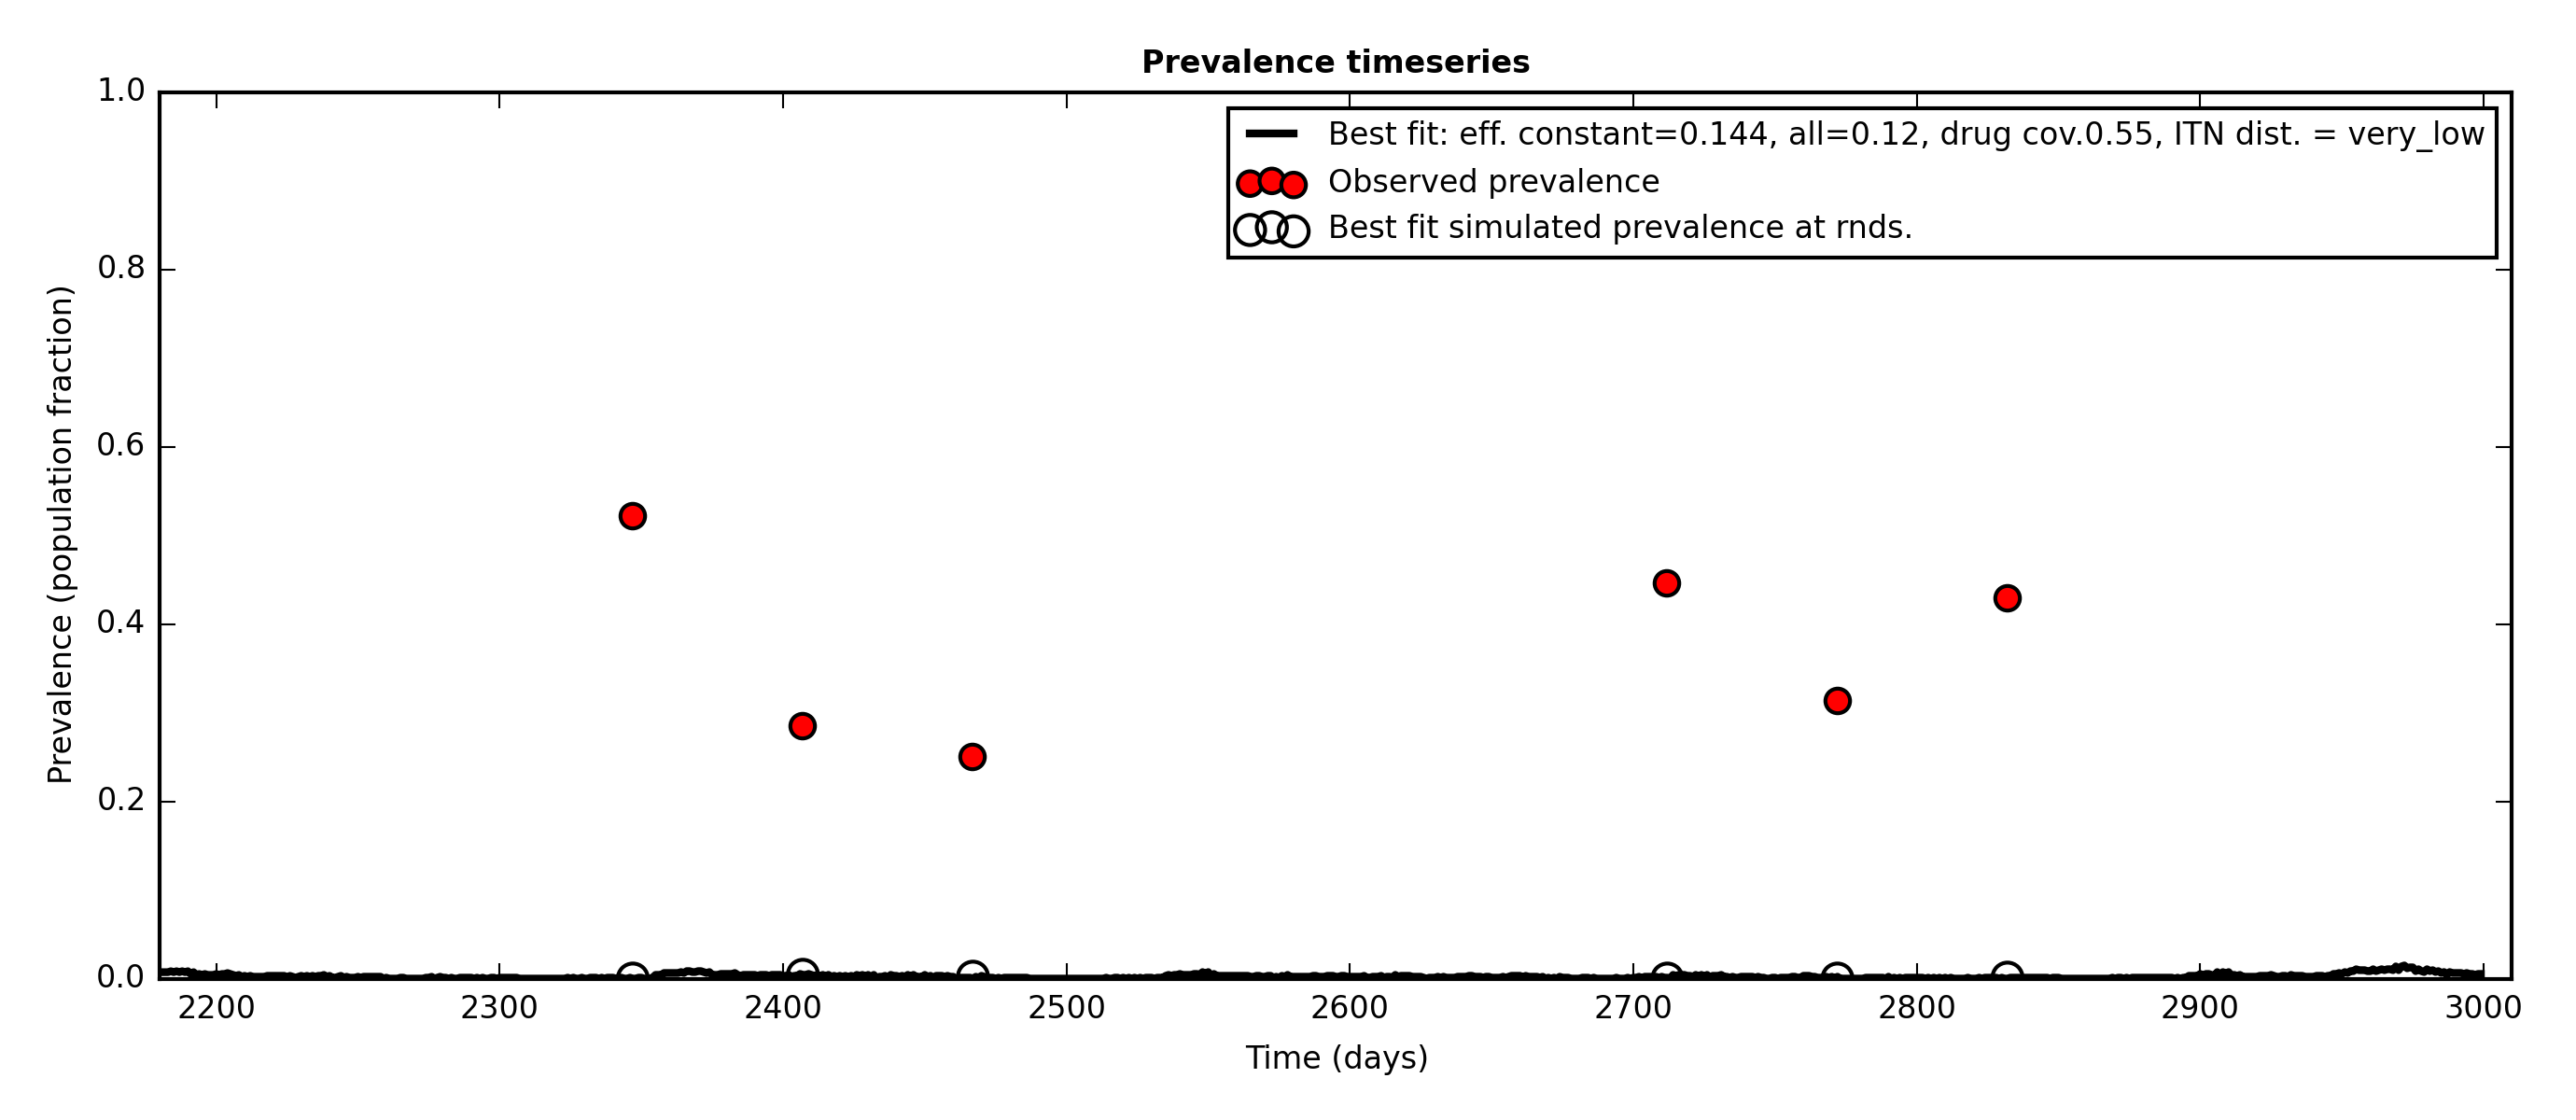 Prevalence timeseries
Best fit: eff. constant=0.144, all=0.12, drug cov.0.55, ITN dist. = very_low
Observed prevalence
Best fit simulated prevalence at rnds.
Prevalence (population fraction)
1.0
0.8
0.6
0.4
0.2
0.0
2200 2300 2400 2500 2600 2700 2800 2900 3000
Time (days)